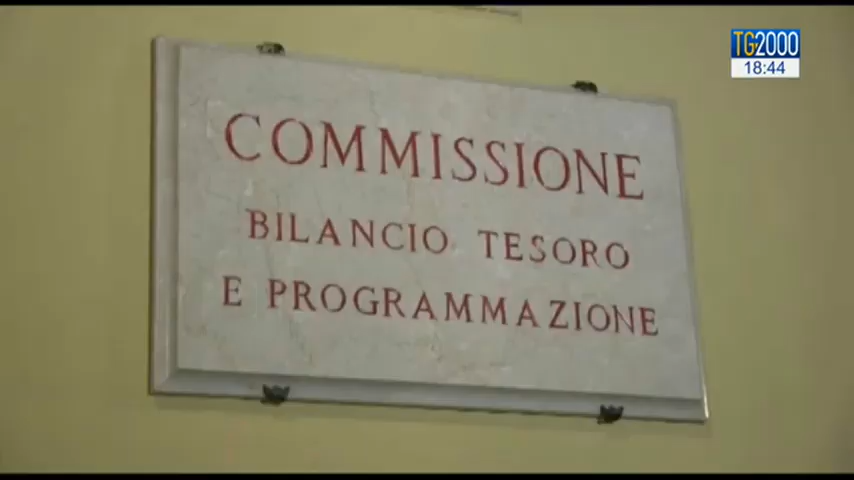 TG2000
18:44
COMMISSIONE
BILANCIO TESORO
E PROGRAMMAZIONE